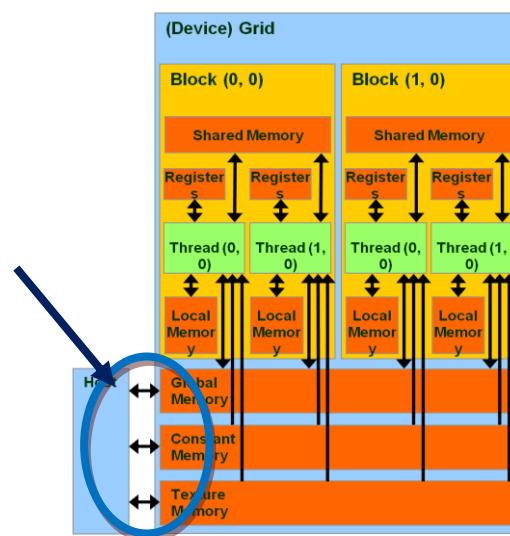 (Device) Grid
Block (0, 0)
Block (1, 0)
Shared Memory
Shared Memory
Register
s
Register
s
Register
s
Register
s
Thread (0,
0)
Thread (1,
0)
Thread (0,
0)
Thread (1,
0)
Local
Memor
y
Local
Memor
y
Local
Memor
y
Local
Memor
y
Host
Global
Memory
Constant
Memory
Texture
Memory